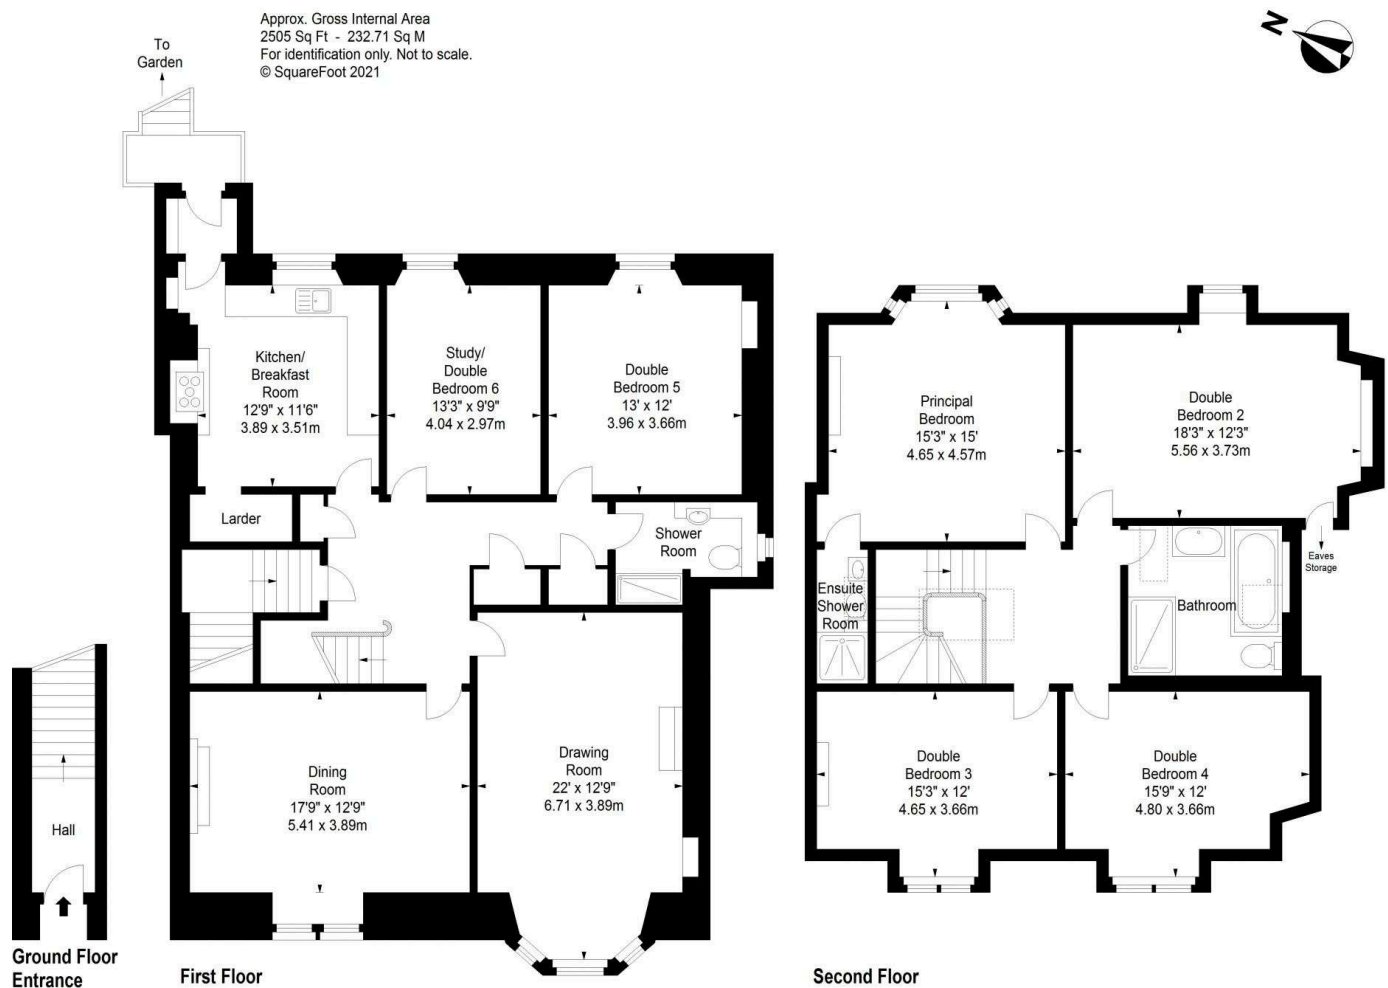 Approx. Gross Internal Area
2505 Sq Ft - 232.71 Sq M
For identification only. Not to scale.
© SquareFoot 2021
N
To
Garden
Kitchen/
Breakfast
Room
12'9" x 11'6"
3.89 x 3.51m
Study/
Double
Bedroom 6
13'3" x 9'9"
4.04 x 2.97m
Double
Bedroom 5
13' x 12'
3.96 x 3.66m
Larder
Shower
Room
Dining
Room
17'9" x 12'9"
5.41 x 3.89m
Drawing
Room
22' x 12'9"
6.71 x 3.89m
Hall
Ground Floor
Entrance
First Floor
Principal
Bedroom
15'3" x 15'
4.65 x 4.57m
Double
Bedroom 2
18'3" x 12'3"
5.56 x 3.73m
Eaves
Storage
Ensuite
Shower
Room
Bathroom
Double
Bedroom 3
15'3" x 12'
4.65 x 3.66m
Double
Bedroom 4
15'9" x 12'
4.80 x 3.66m
Second Floor